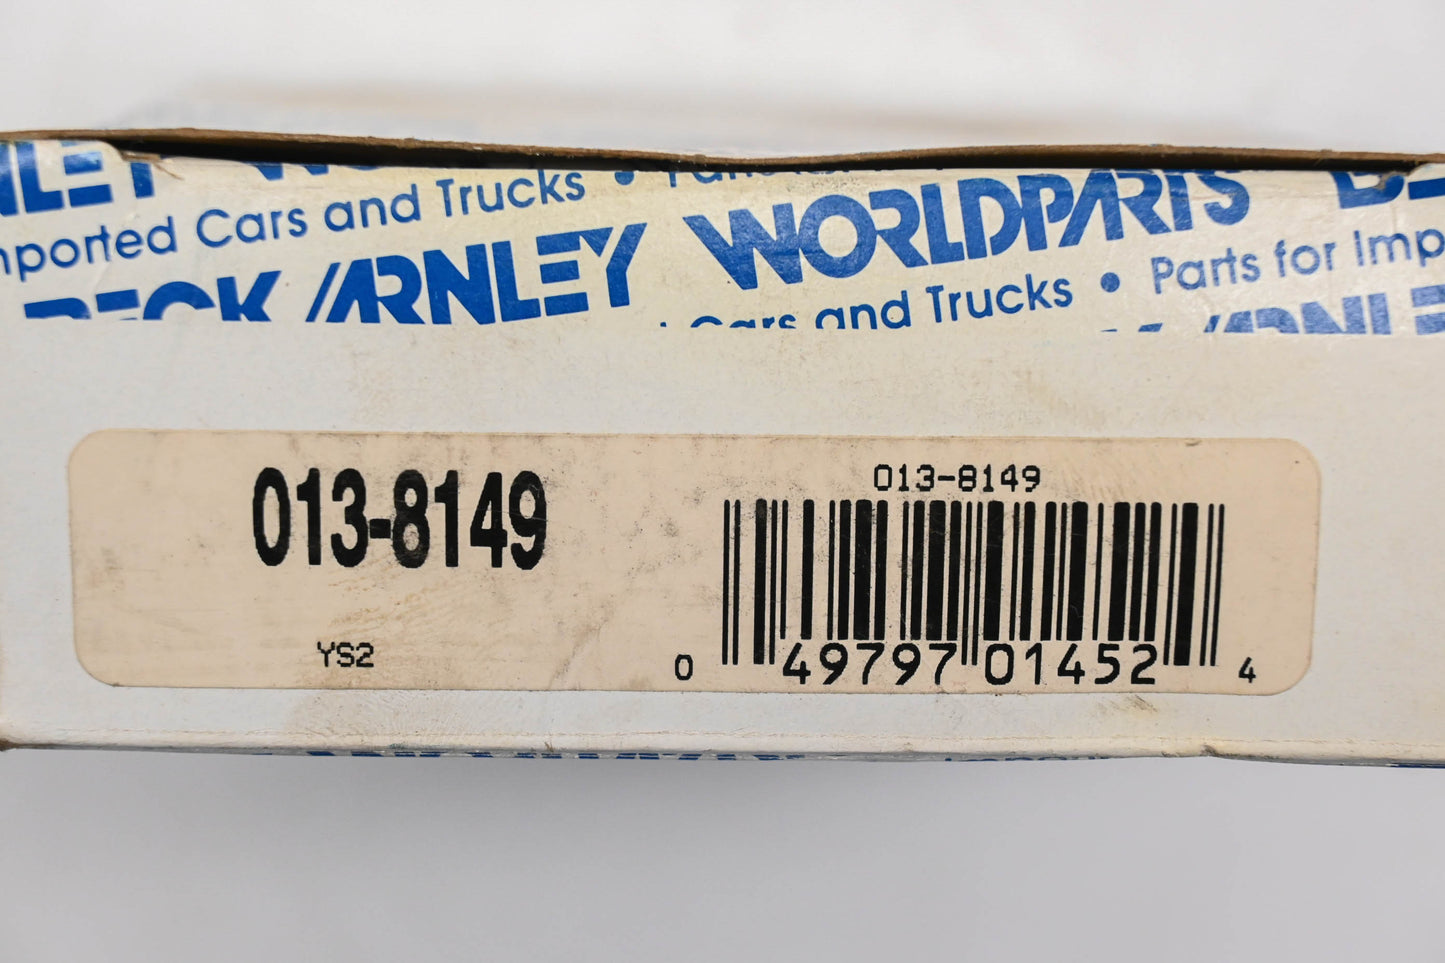 Imported Cars and Trucks •
BECK/ARNLEY WORLDPARTS
Cars and Trucks • Parts for Imp
013-8149
YS2
013-8149
0 49797 01452 4